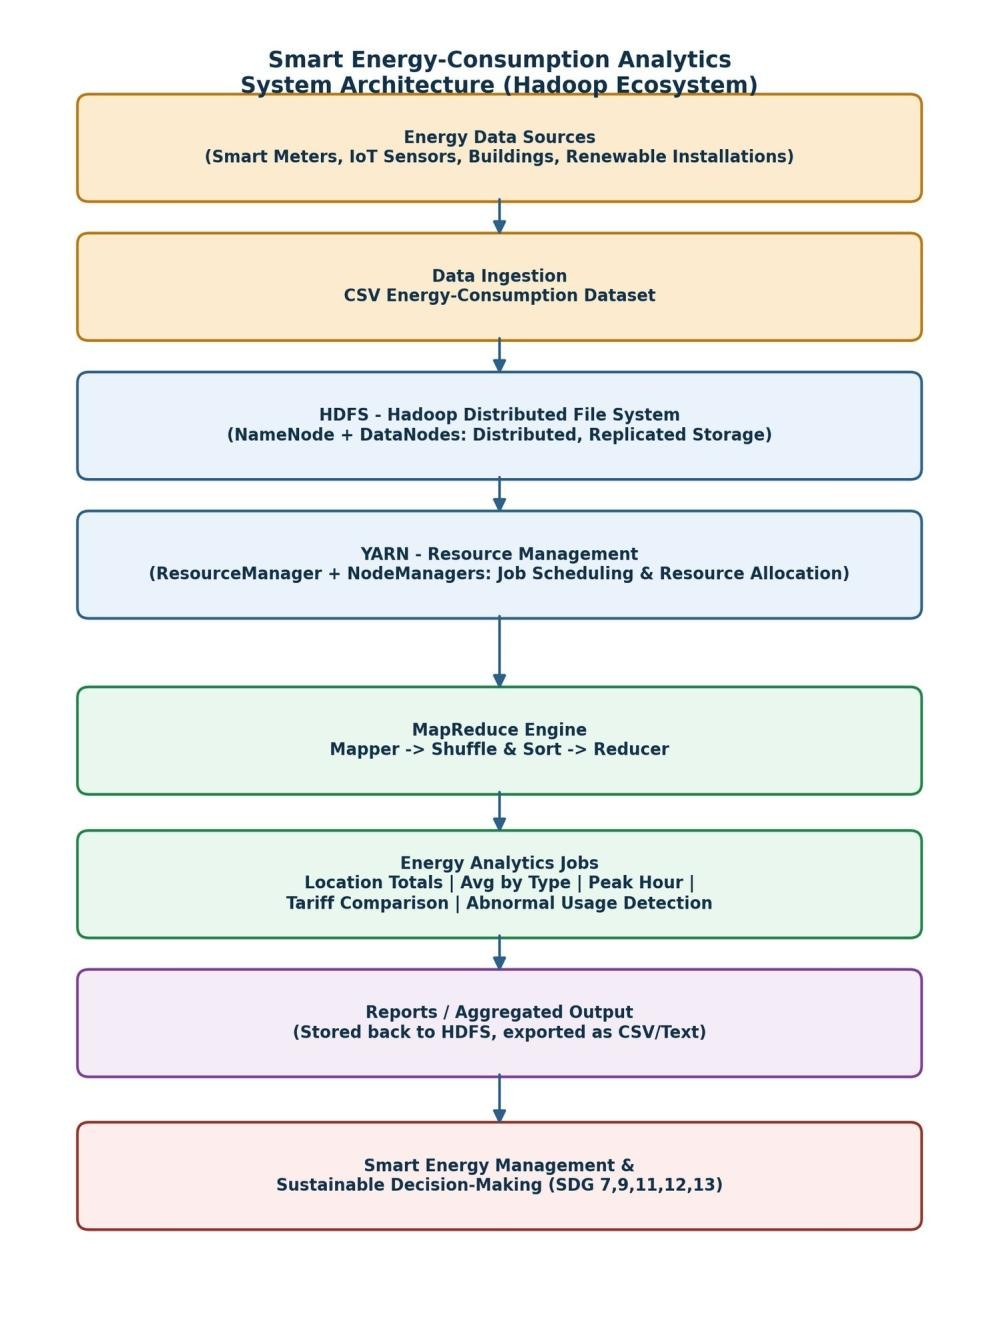 Smart Energy-Consumption Analytics
System Architecture (Hadoop Ecosystem)
Energy Data Sources
(Smart Meters, IoT Sensors, Buildings, Renewable Installations)
Data Ingestion
CSV Energy-Consumption Dataset
HDFS - Hadoop Distributed File System
(NameNode + DataNodes: Distributed, Replicated Storage)
YARN - Resource Management
(ResourceManager + NodeManagers: Job Scheduling & Resource Allocation)
MapReduce Engine
Mapper -> Shuffle & Sort -> Reducer
Energy Analytics Jobs
Location Totals | Avg by Type | Peak Hour |
Tariff Comparison | Abnormal Usage Detection
Reports / Aggregated Output
(Stored back to HDFS, exported as CSV/Text)
Smart Energy Management &
Sustainable Decision-Making (SDG 7,9,11,12,13)